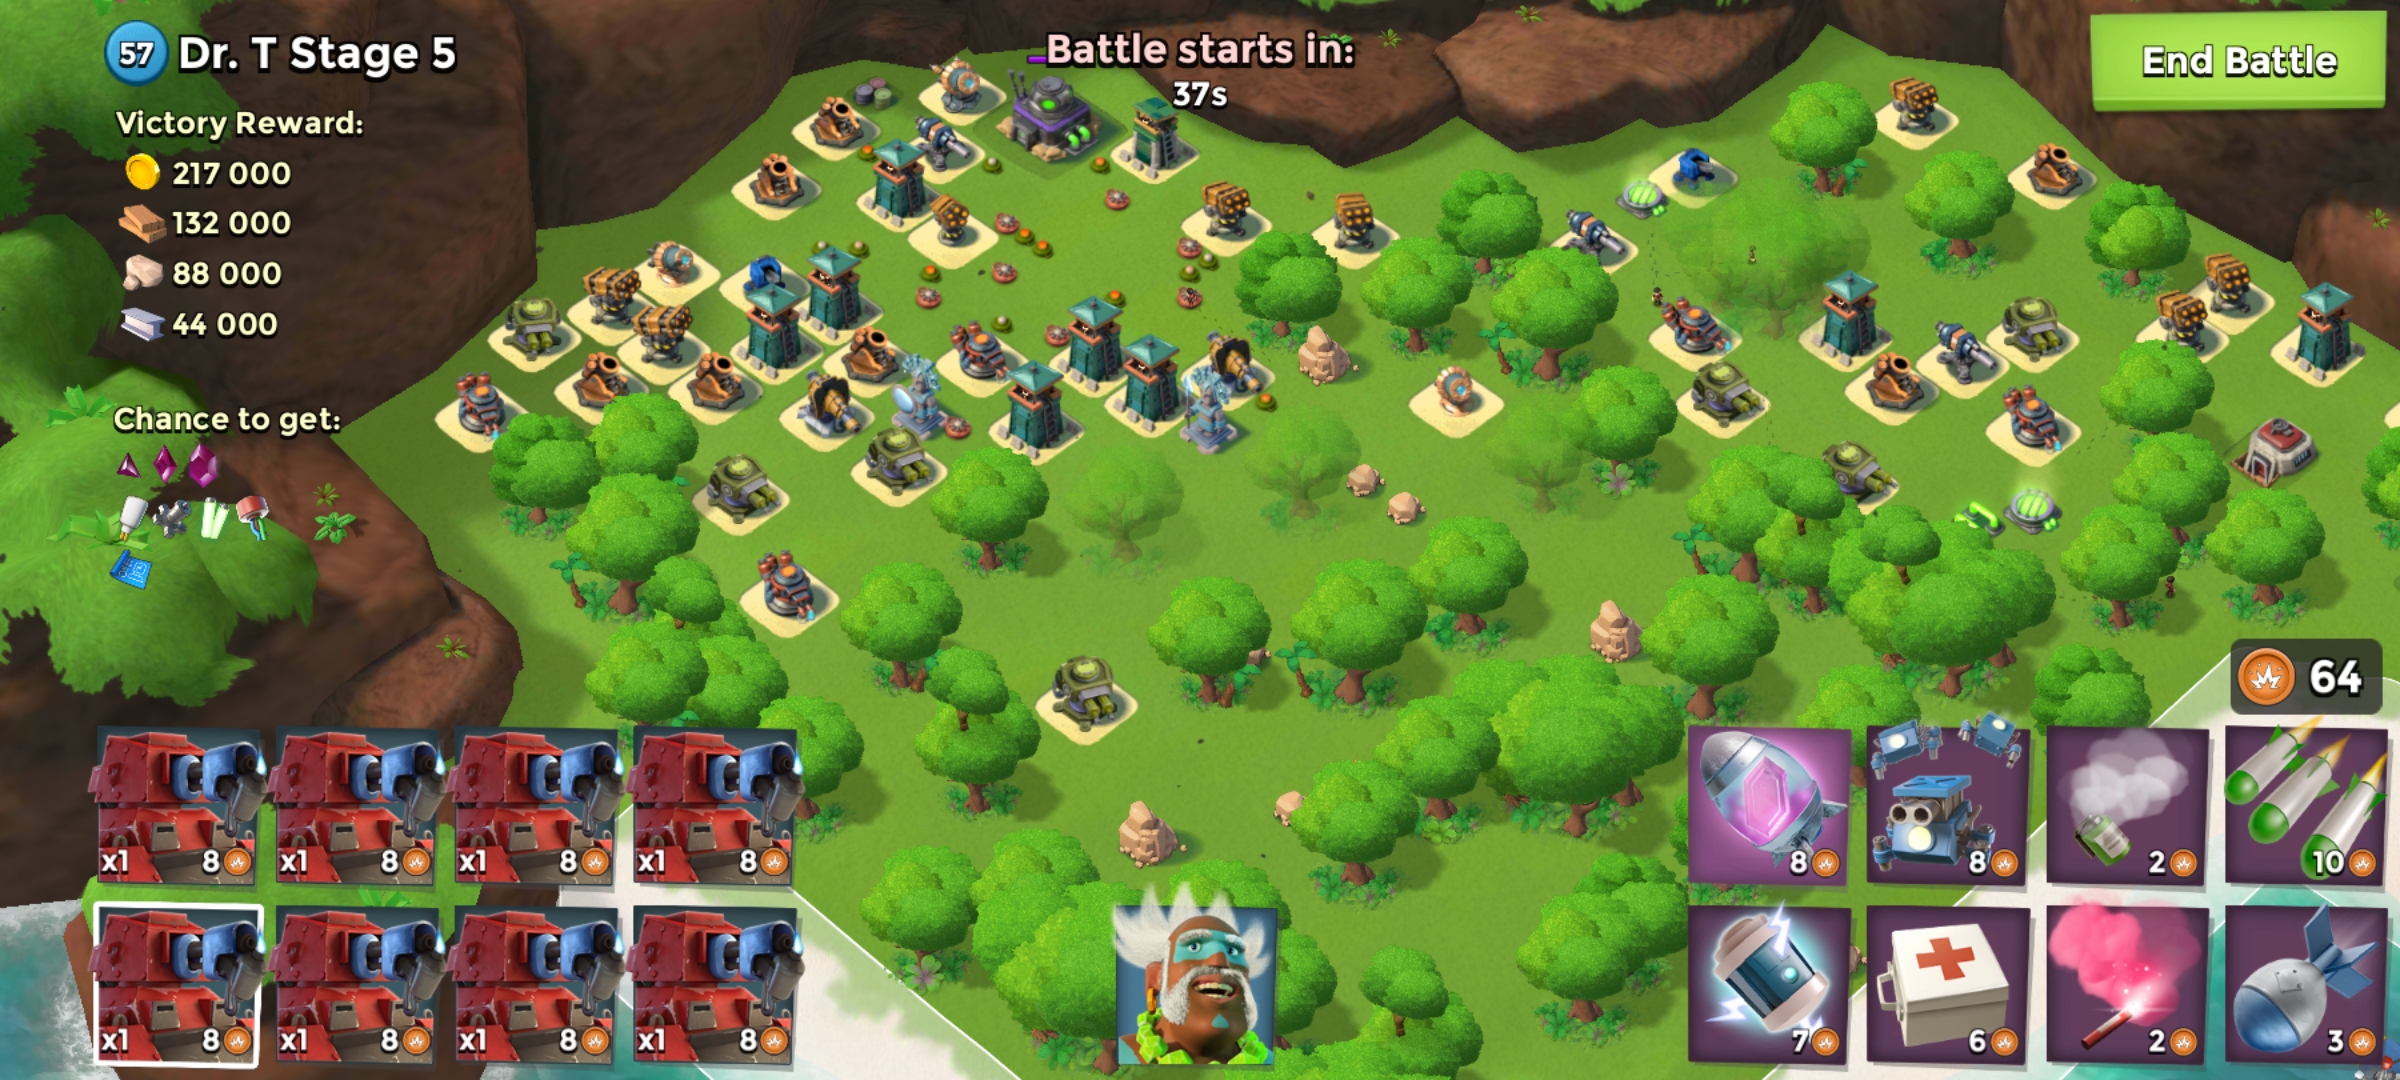 57 Dr. T Stage 5
Battle starts in:
37s
End Battle
Victory Reward:
217 000
132 000
88 000
44 000
Chance to get:
64
x1 8
x1 8
x1 8
x1 8
8
8
2
10
x1 8
x1 8
x1 8
x1 8
7
6
2
3